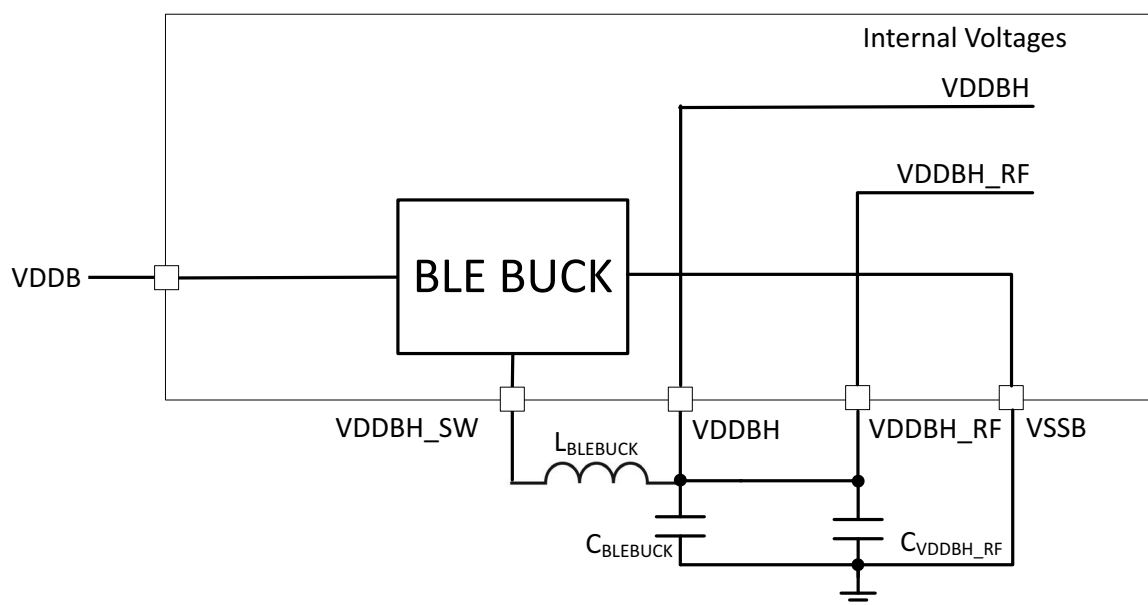 Internal Voltages
VDDBH
VDDBH_RF
VDDB
BLE BUCK
VDDBH_SW
VDDBH
VDDBH_RF
VSSB
LBLEBUCK
CBLEBUCK
CVDDBH_RF